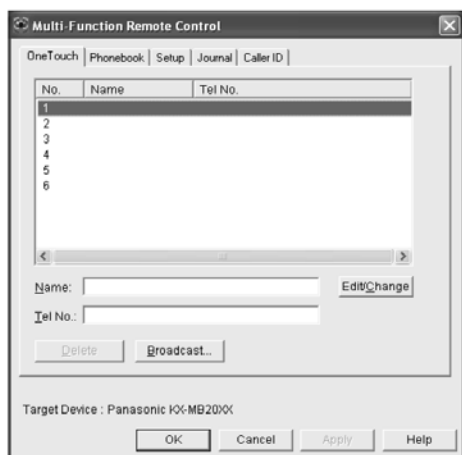 Multi-Function Remote Control
OneTouch Phonebook Setup Journal Caller ID
No. Name Tel No.
1
2
3
4
5
6
Name: Edit/Change
Tel No.:
Delete Broadcast...
Target Device : Panasonic KX-MB20XX
OK Cancel Apply Help